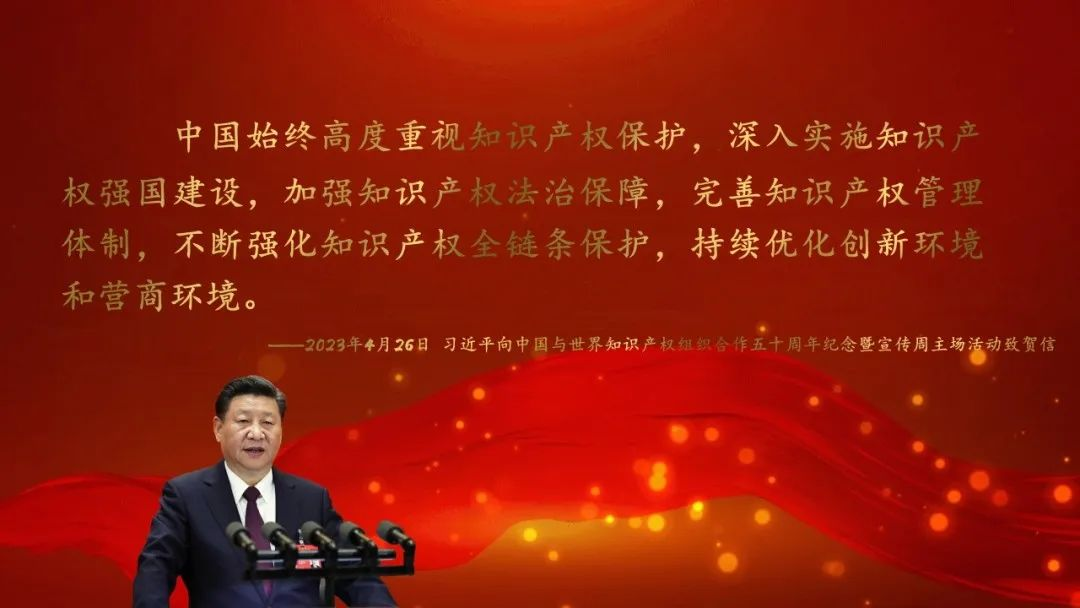 中国始终高度重视知识产权保护，深入实施知识产
权强国建设，加强知识产权法治保障，完善知识产权管理
体制，不断强化知识产权全链条保护，持续优化创新环境
和营商环境。
——2023年4月26日 习近平向中国与世界知识产权组织合作五十周年纪念暨宣传周主场活动致贺信